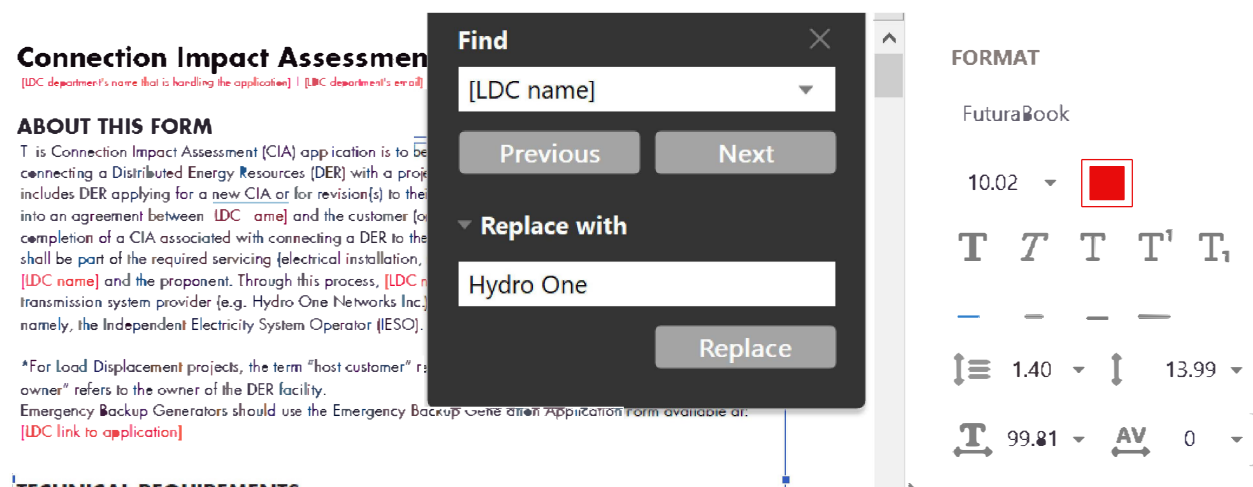 Connection Impact Assessmen
[LDC department's name that is handling the application] | [LDC department's email]
ABOUT THIS FORM
T is Connection Impact Assessment (CIA) app ication is to be
connecting a Distributed Energy Resources (DER) with a proje
includes DER applying for a new CIA or for revision(s) to thei
into an agreement between LDC ame] and the customer (o
completion of a CIA associated with connecting a DER to the
shall be part of the required servicing (electrical installation,
[LDC name] and the proponent. Through this process, [LDC n
transmission system provider (e.g. Hydro One Networks Inc.)
namely, the Independent Electricity System Operator (IESO).
*For Load Displacement projects, the term "host customer" r
owner" refers to the owner of the DER facility.
Emergency Backup Generators should use the Emergency Backup Gene ation Application Form available at:
[LDC link to application]
TECHNICAL REQUIREMENTS
Find
[LDC name]
Previous Next
Replace with
Hydro One
Replace
FORMAT
FuturaBook
10.02
T T T T1 T1
1.40 13.99
T 99.81 AV 0